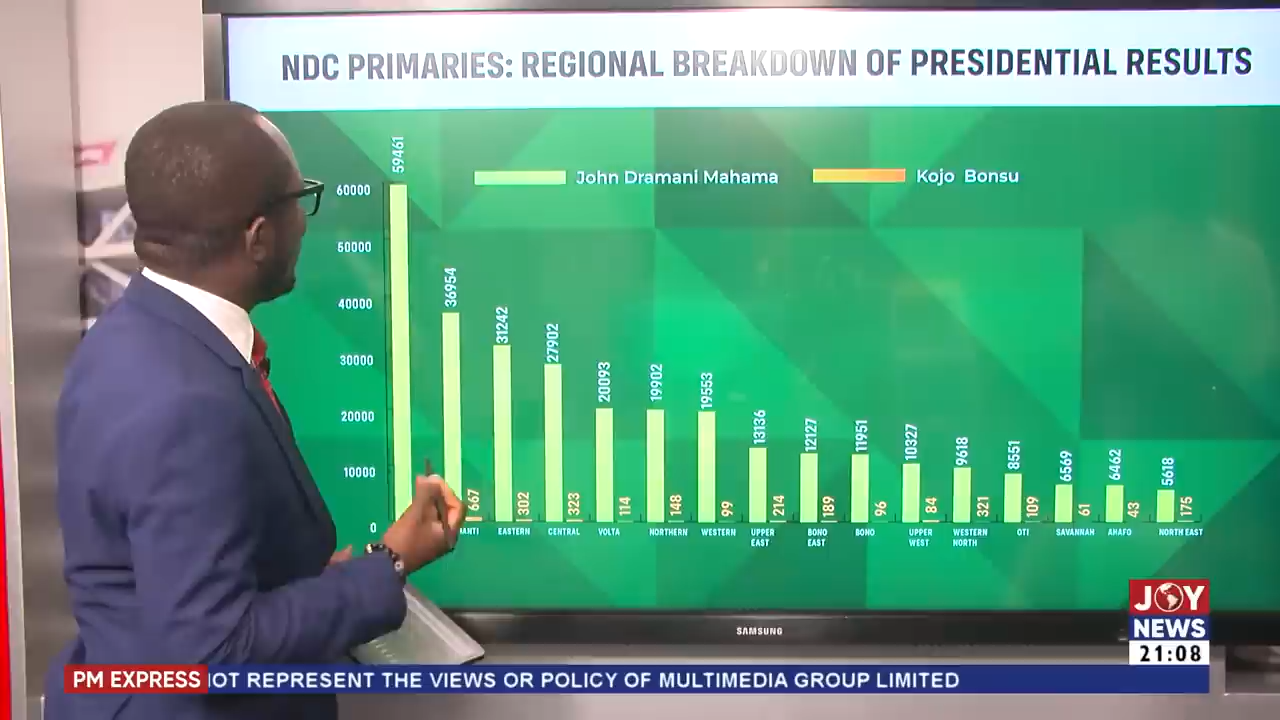 NDC PRIMARIES: REGIONAL BREAKDOWN OF PRESIDENTIAL RESULTS
John Dramani Mahama Kojo Bonsu
60000
50000
40000
30000
20000
10000
0
59461
36954 667
31242 302
27902 323
20093 114
19902 148
19553 99
13136 214
12127 189
11951 96
10327 84
9618 321
8551 109
6569 61
6462 43
5618 175
EASTERN
CENTRAL
VOLTA
NORTHERN
WESTERN
UPPER
EAST
BONO
EAST
BONO
UPPER
WEST
WESTERN
NORTH
OTI
SAVANNAH
AHAFO
NORTH EAST
SAMSUNG
JOY
NEWS
21:08
PM EXPRESS
NOT REPRESENT THE VIEWS OR POLICY OF MULTIMEDIA GROUP LIMITED